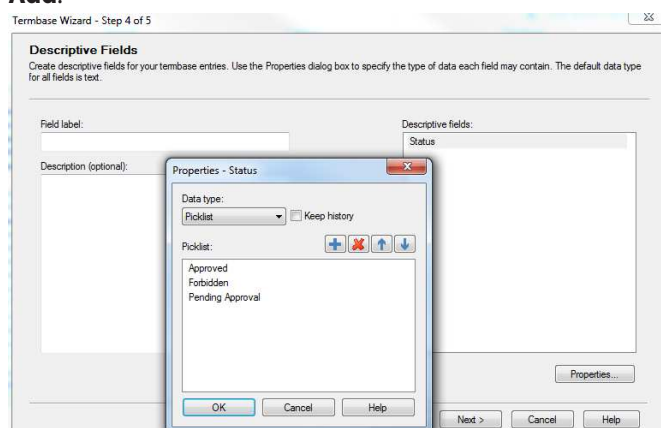 Add.
Termbase Wizard - Step 4 of 5
Descriptive Fields
Create descriptive fields for your termbase entries. Use the Properties dialog box to specify the type of data each field may contain. The default data type
for all fields is text.
Field label:
Descriptive fields:
Status
Description (optional):
Properties - Status
Data type:
Picklist
Keep history
Picklist:
Approved
Forbidden
Pending Approval
Properties...
OK Cancel Help
Next > Cancel Help